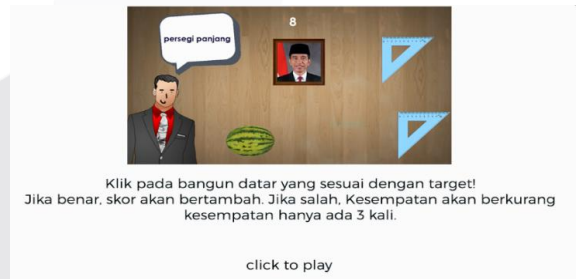 8
persegi panjang
Klik pada bangun datar yang sesuai dengan target!
Jika benar, skor akan bertambah. Jika salah, Kesempatan akan berkurang
kesempatan hanya ada 3 kali.
click to play